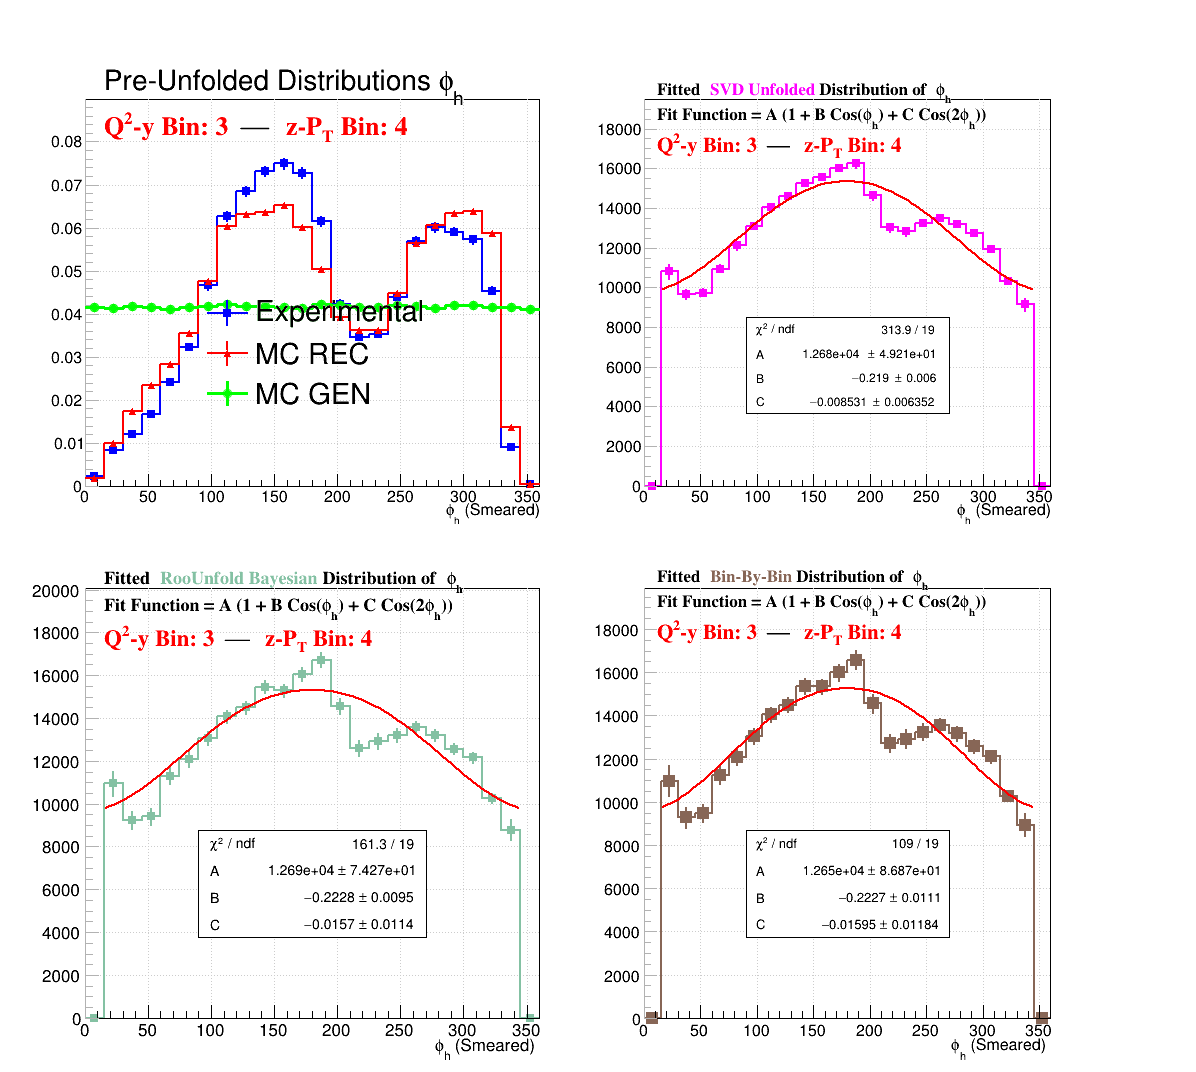 Pre-Unfolded Distributions ϕh
Q²-y Bin: 3 — z-PT Bin: 4
0.08
0.07
0.06
0.05
0.04
0.03
0.02
0.01
0
Experimental
MC REC
MC GEN
0 50 100 150 200 250 300 350
ϕh (Smeared)
Fitted SVD Unfolded Distribution of ϕh
Fit Function = A (1 + B Cos(ϕh) + C Cos(2ϕh))
Q²-y Bin: 3 — z-PT Bin: 4
18000
16000
14000
12000
10000
8000
6000
4000
2000
0
χ² / ndf 313.9 / 19
A 1.268e+04 ± 4.921e+01
B −0.219 ± 0.006
C −0.008531 ± 0.006352
0 50 100 150 200 250 300 350
ϕh (Smeared)
Fitted RooUnfold Bayesian Distribution of ϕh
Fit Function = A (1 + B Cos(ϕh) + C Cos(2ϕh))
Q²-y Bin: 3 — z-PT Bin: 4
20000
18000
16000
14000
12000
10000
8000
6000
4000
2000
0
χ² / ndf 161.3 / 19
A 1.269e+04 ± 7.427e+01
B −0.2228 ± 0.0095
C −0.0157 ± 0.0114
0 50 100 150 200 250 300 350
ϕh (Smeared)
Fitted Bin-By-Bin Distribution of ϕh
Fit Function = A (1 + B Cos(ϕh) + C Cos(2ϕh))
Q²-y Bin: 3 — z-PT Bin: 4
18000
16000
14000
12000
10000
8000
6000
4000
2000
0
χ² / ndf 109 / 19
A 1.265e+04 ± 8.687e+01
B −0.2227 ± 0.0111
C −0.01595 ± 0.01184
0 50 100 150 200 250 300 350
ϕh (Smeared)